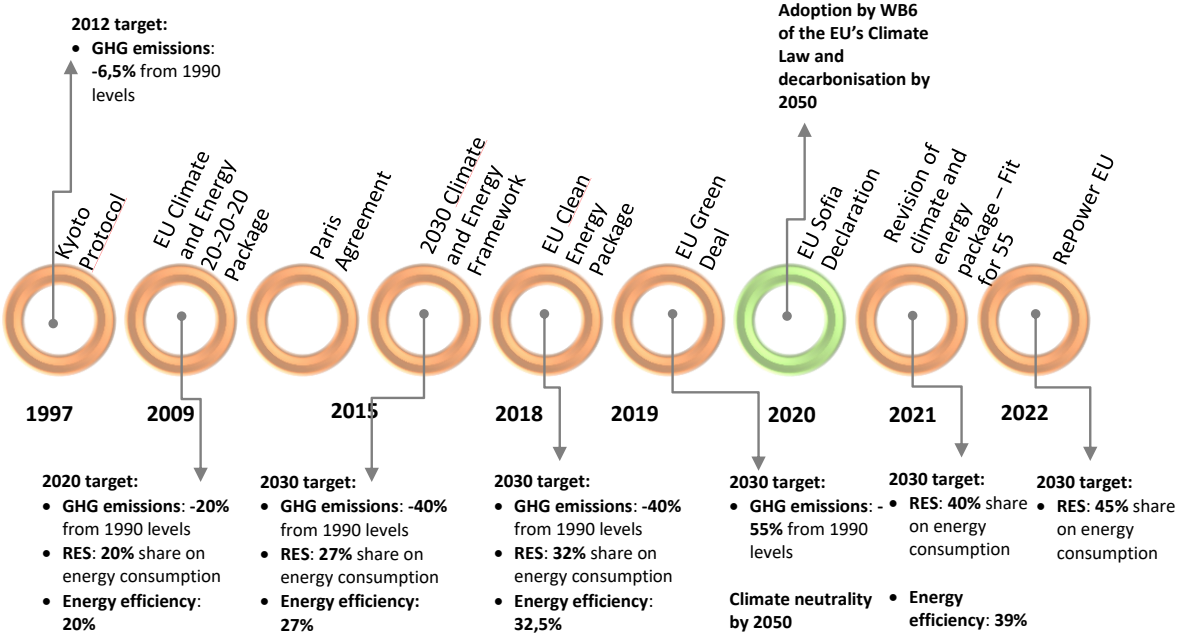 2012 target:
• GHG emissions:
-6,5% from 1990
levels
Adoption by WB6
of the EU's Climate
Law and
decarbonisation by
2050
Kyoto
Protocol
EU Climate
and Energy
20-20-20
Package
Paris
Agreement
2030 Climate
and Energy
Framework
EU Clean
Energy
Package
EU Green
Deal
EU Sofia
Declaration
Revision of
climate and
energy
package – Fit
for 55
RePower EU
1997
2009
2015
2018
2019
2020
2021
2022
2020 target:
• GHG emissions: -20%
from 1990 levels
• RES: 20% share on
energy consumption
• Energy efficiency:
20%
2030 target:
• GHG emissions: -40%
from 1990 levels
• RES: 27% share on
energy consumption
• Energy efficiency:
27%
2030 target:
• GHG emissions: -40%
from 1990 levels
• RES: 32% share on
energy consumption
• Energy efficiency:
32,5%
2030 target:
• GHG emissions: -
55% from 1990
levels
Climate neutrality
by 2050
2030 target:
• RES: 40% share
on energy
consumption
• Energy
efficiency: 39%
2030 target:
• RES: 45% share
on energy
consumption